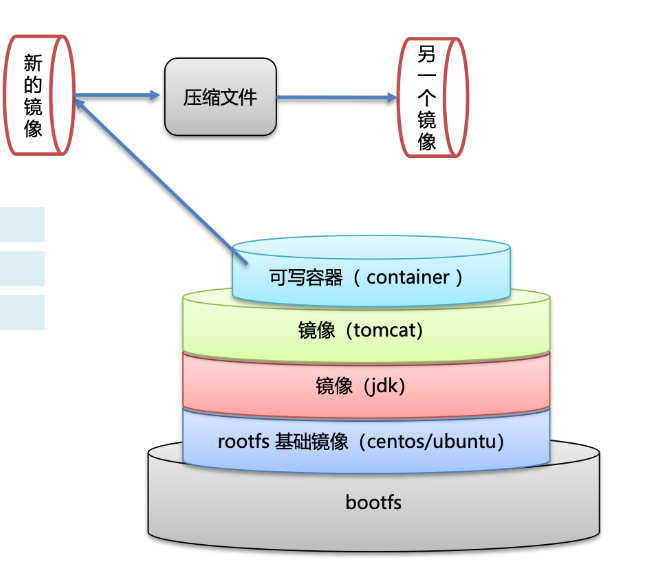 新的镜像
压缩文件
另一个镜像
可写容器（ container ）
镜像（tomcat）
镜像（jdk）
rootfs 基础镜像（centos/ubuntu）
bootfs